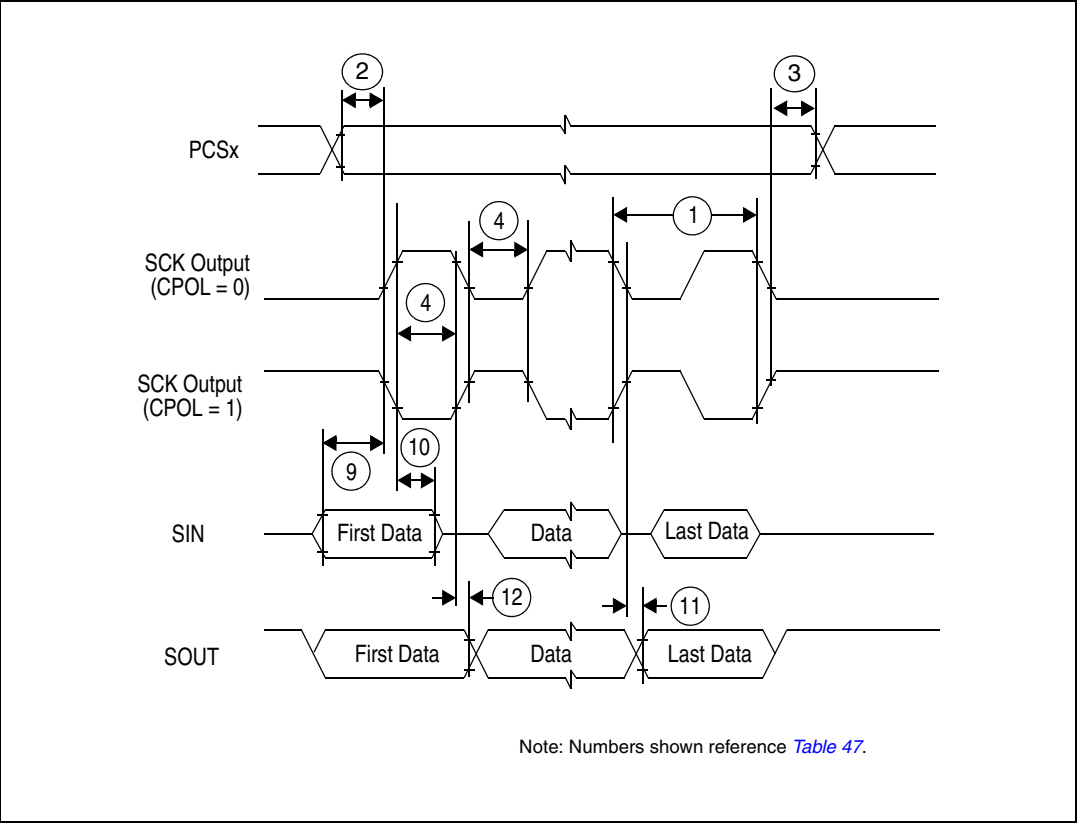 2
3
PCSx
4
1
SCK Output
(CPOL = 0)
4
SCK Output
(CPOL = 1)
10
9
SIN
First Data
Data
Last Data
12
11
SOUT
First Data
Data
Last Data
Note: Numbers shown reference Table 47.